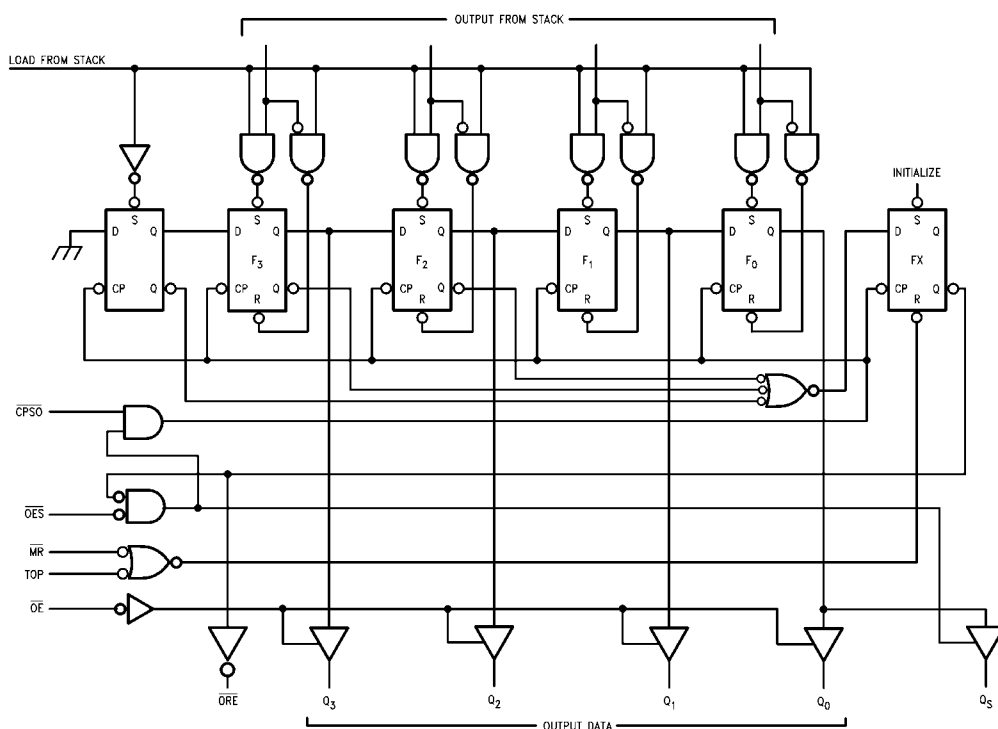 OUTPUT FROM STACK
LOAD FROM STACK
INITIALIZE
S S S S S S
D Q D Q D Q D Q D Q D
F3 F2 F1 F0 FX
CP Q CP Q CP Q CP CP CP Q
R R R R R
CPSO
OES
MR
TOP
OE
ORE Q3 Q2 Q1 Q0 QS
OUTPUT DATA